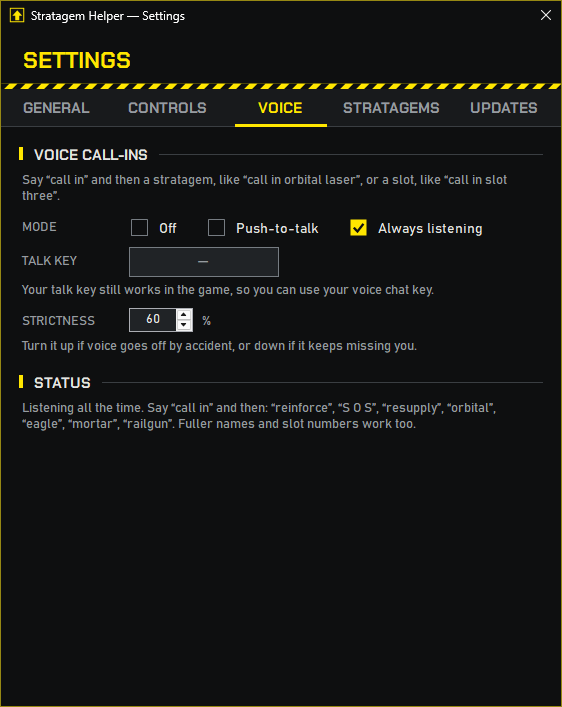 Stratagem Helper — Settings
SETTINGS
GENERAL CONTROLS VOICE STRATAGEMS UPDATES
VOICE CALL-INS
Say “call in” and then a stratagem, like “call in orbital laser”, or a slot, like “call in slot
three”.
MODE Off Push-to-talk Always listening
TALK KEY —
Your talk key still works in the game, so you can use your voice chat key.
STRICTNESS 60 %
Turn it up if voice goes off by accident, or down if it keeps missing you.
STATUS
Listening all the time. Say “call in” and then: “reinforce”, “S O S”, “resupply”, “orbital”,
“eagle”, “mortar”, “railgun”. Fuller names and slot numbers work too.